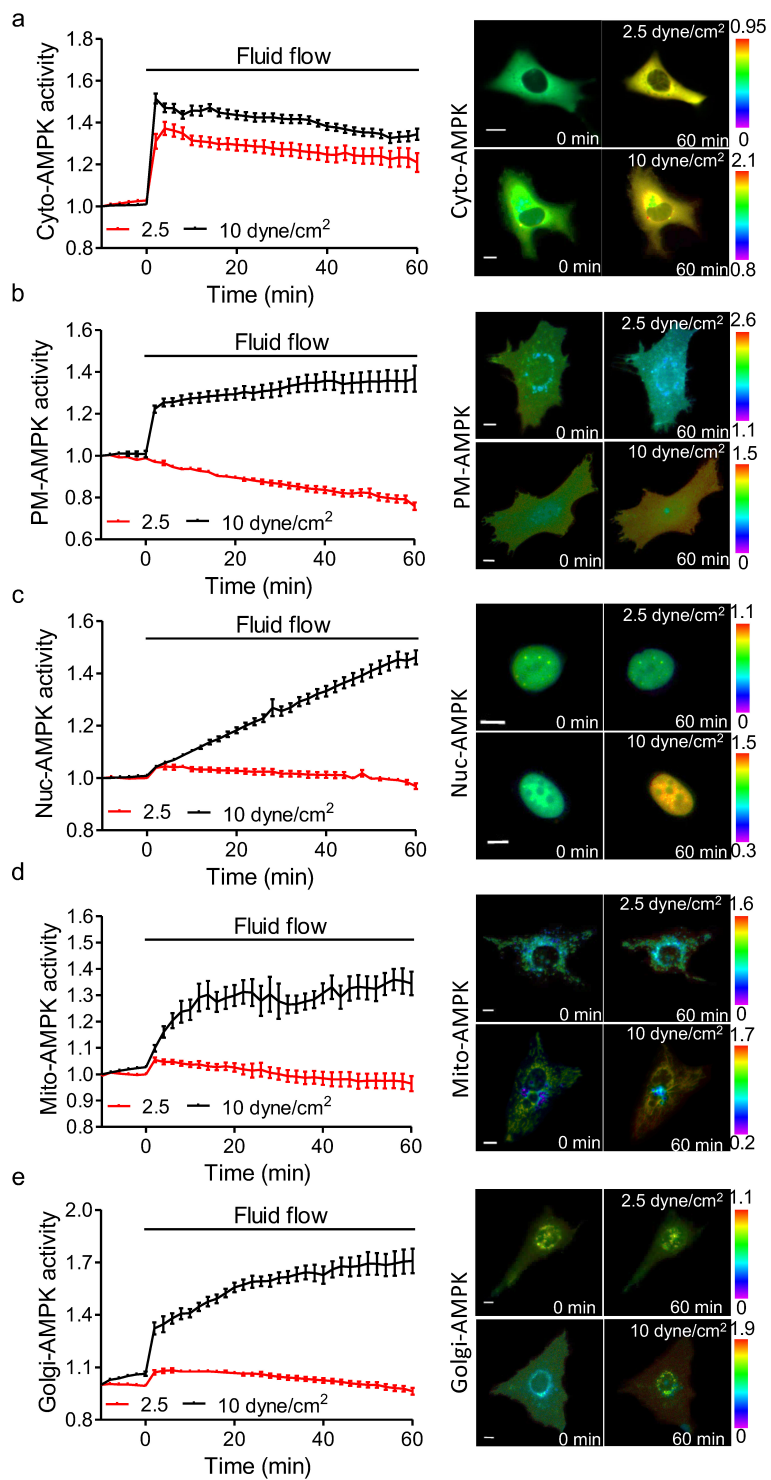 a
Cyto-AMPK activity
1.8
1.6
1.4
1.2
1.0
0.8
Fluid flow
2.5
10 dyne/cm²
0
20
40
60
Time (min)
Cyto-AMPK
2.5 dyne/cm²
0 min
60 min
0.95
0
10 dyne/cm²
0 min
60 min
2.1
0.8
b
PM-AMPK activity
1.6
1.4
1.2
1.0
0.8
0.6
Fluid flow
2.5
10 dyne/cm²
0
20
40
60
Time (min)
PM-AMPK
2.5 dyne/cm²
0 min
60 min
2.6
1.1
10 dyne/cm²
0 min
60 min
1.5
0
c
Nuc-AMPK activity
1.6
1.4
1.2
1.0
0.8
Fluid flow
2.5
10 dyne/cm²
0
20
40
60
Time (min)
Nuc-AMPK
2.5 dyne/cm²
0 min
60 min
1.1
0
10 dyne/cm²
0 min
60 min
1.5
0.3
d
Mito-AMPK activity
1.6
1.5
1.4
1.3
1.2
1.1
1.0
0.9
0.8
Fluid flow
2.5
10 dyne/cm²
0
20
40
60
Time (min)
Mito-AMPK
2.5 dyne/cm²
0 min
60 min
1.6
0
10 dyne/cm²
0 min
60 min
1.7
0.2
e
Golgi-AMPK activity
2.0
1.7
1.4
1.1
0.8
Fluid flow
2.5
10 dyne/cm²
0
20
40
60
Time (min)
Golgi-AMPK
2.5 dyne/cm²
0 min
60 min
1.1
0
10 dyne/cm²
0 min
60 min
1.9
0